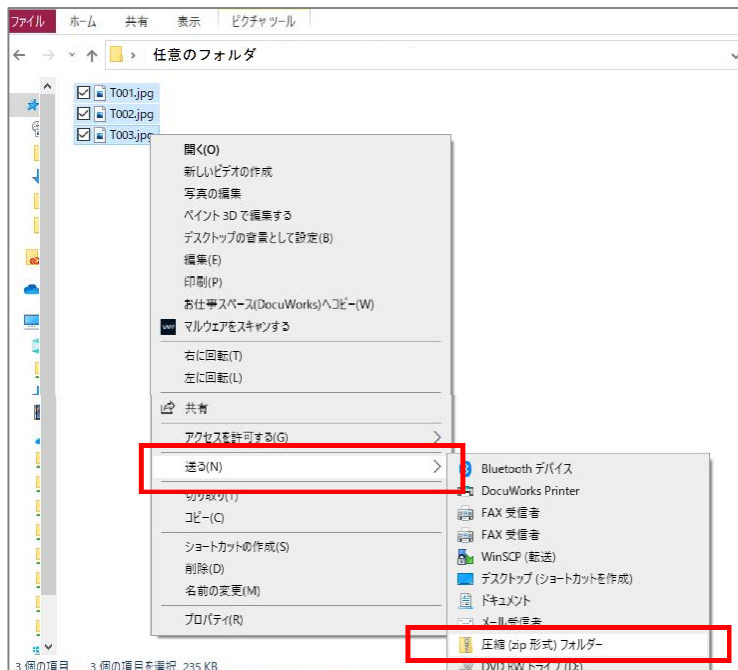 ファイル ホーム 共有 表示 ピクチャ ツール
任意のフォルダ
T001.jpg
T002.jpg
T003.jpg
開く(O)
新しいビデオの作成
写真の編集
ペイント 3D で編集する
デスクトップの背景として設定(B)
編集(E)
印刷(P)
お仕事スペース(DocuWorks)へコピー(W)
マルウェアをスキャンする
右に回転(T)
左に回転(L)
共有
アクセスを許可する(G)
送る(N)
切り取り(T)
コピー(C)
ショートカットの作成(S)
削除(D)
名前の変更(M)
プロパティ(R)
Bluetooth デバイス
DocuWorks Printer
FAX 受信者
FAX 受信者
WinSCP (転送)
デスクトップ (ショートカットを作成)
ドキュメント
メール受信者
圧縮 (zip 形式) フォルダー
DVD RW ドライブ (D:)
3 個の項目 3 個の項目を選択 235 KB